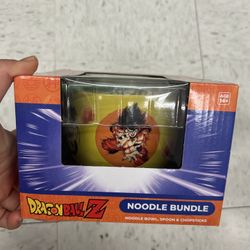 AGE
14+
DRAGON BALL Z
NOODLE BUNDLE
NOODLE BOWL, SPOON & CHOPSTICKS